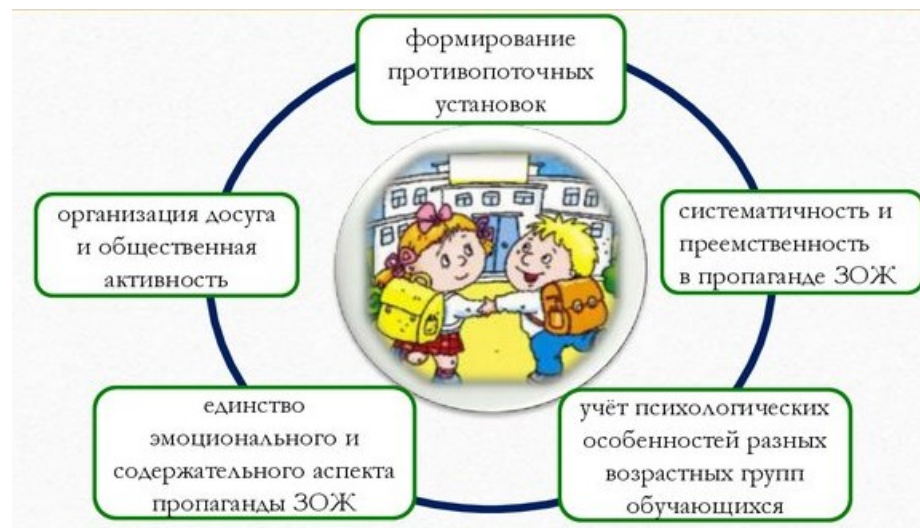 формирование
противопоточных
установок
организация досуга
и общественная
активность
систематичность и
преемственность
в пропаганде ЗОЖ
единство
эмоционального и
содержательного аспекта
пропаганды ЗОЖ
учёт психологических
особенностей разных
возрастных групп
обучающихся